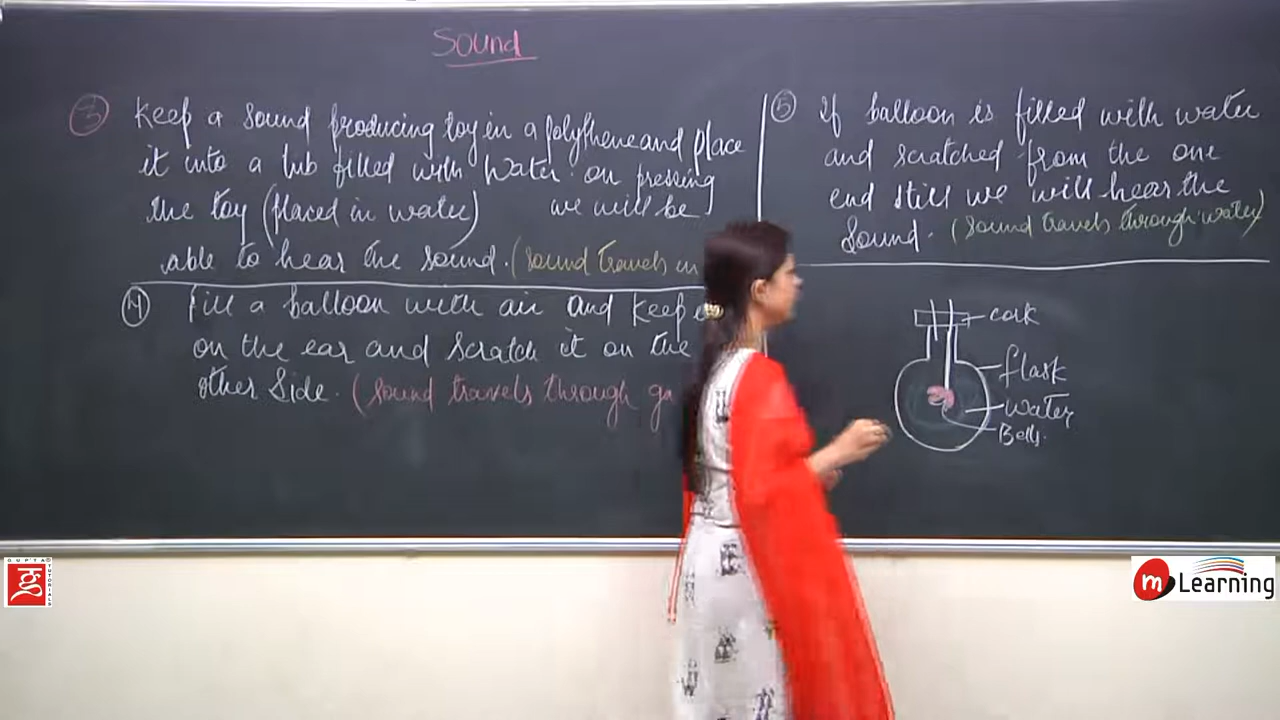 Sound
③ Keep a sound producing toy in a polythene and place
it into a tub filled with water. on pressing
the toy (placed in water) we will be
able to hear the sound. (sound travels in
④ Fill a balloon with air and keep
on the ear and scratch it on the
other side. (sound travels through ga
⑤ If balloon is filled with water
and scratched from the one
end still we will hear the
sound. (sound travels through water)
cork
flask
water
Bells.
GUPTA TUTORIALS
m Learning